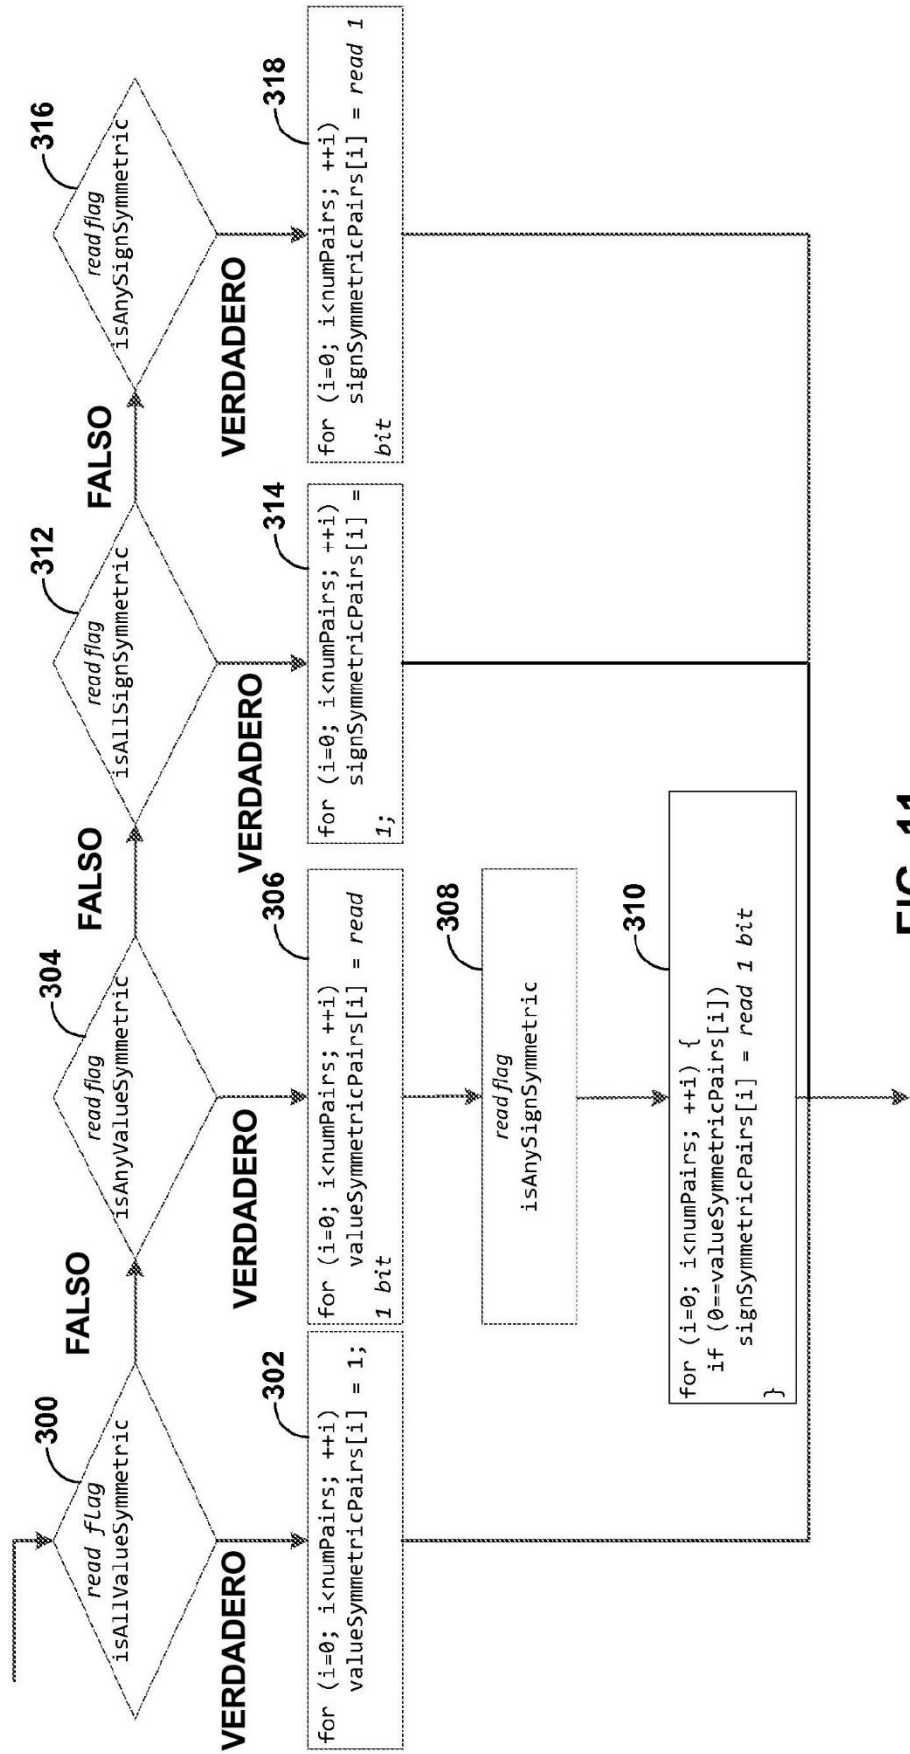 300
read flag
isAllValueSymmetric
FALSO
VERDADERO
302
for (i=0; i<numPairs; ++i)
valueSymmetricPairs[i] = 1;
304
read flag
isAnyValueSymmetric
FALSO
VERDADERO
306
for (i=0; i<numPairs; ++i)
valueSymmetricPairs[i] = read
1 bit
308
read flag
isAnySignSymmetric
310
for (i=0; i<numPairs; ++i) {
if (0==valueSymmetricPairs[i])
signSymmetricPairs[i] = read 1 bit
}
312
read flag
isAllSignSymmetric
FALSO
VERDADERO
314
for (i=0; i<numPairs; ++i)
signSymmetricPairs[i] =
1;
316
read flag
isAnySignSymmetric
VERDADERO
318
for (i=0; i<numPairs; ++i)
signSymmetricPairs[i] = read 1
bit
FIG. 11